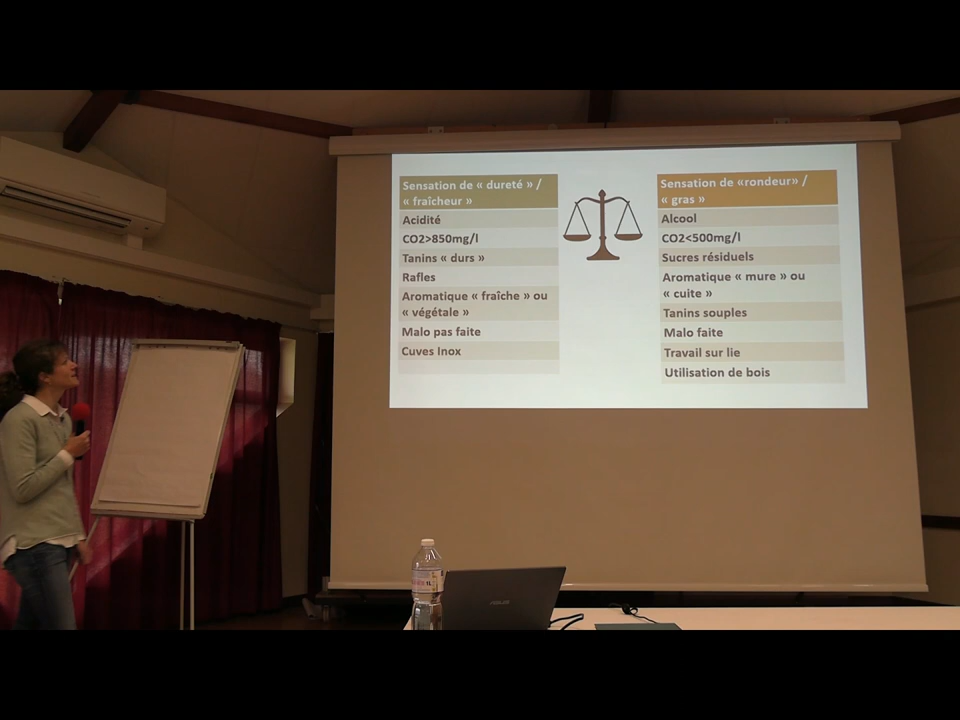 Sensation de « dureté » /
« fraîcheur »
Acidité
CO2>850mg/l
Tanins « durs »
Rafles
Aromatique « fraîche » ou
« végétale »
Malo pas faite
Cuves Inox
Sensation de «rondeur» /
« gras »
Alcool
CO2<500mg/l
Sucres résiduels
Aromatique « mure » ou
« cuite »
Tanins souples
Malo faite
Travail sur lie
Utilisation de bois
ASUS